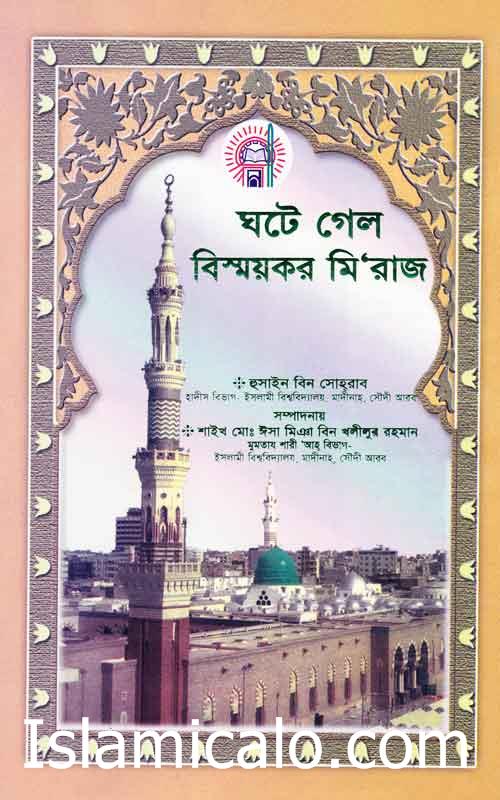 ঘটে গেল
বিস্ময়কর মি‘রাজ
✣ হুসাইন বিন সোহরাব
হাদীস বিভাগ- ইসলামী বিশ্ববিদ্যালয়, মাদীনাহ, সৌদী আরব
সম্পাদনায়
✣ শাইখ মোঃ ঈসা মিঞা বিন খলীলুর রহমান
মুমতায শারী‘আহ্ বিভাগ-
ইসলামী বিশ্ববিদ্যালয়, মাদীনাহ, সৌদী আরব
Islamicalo.com